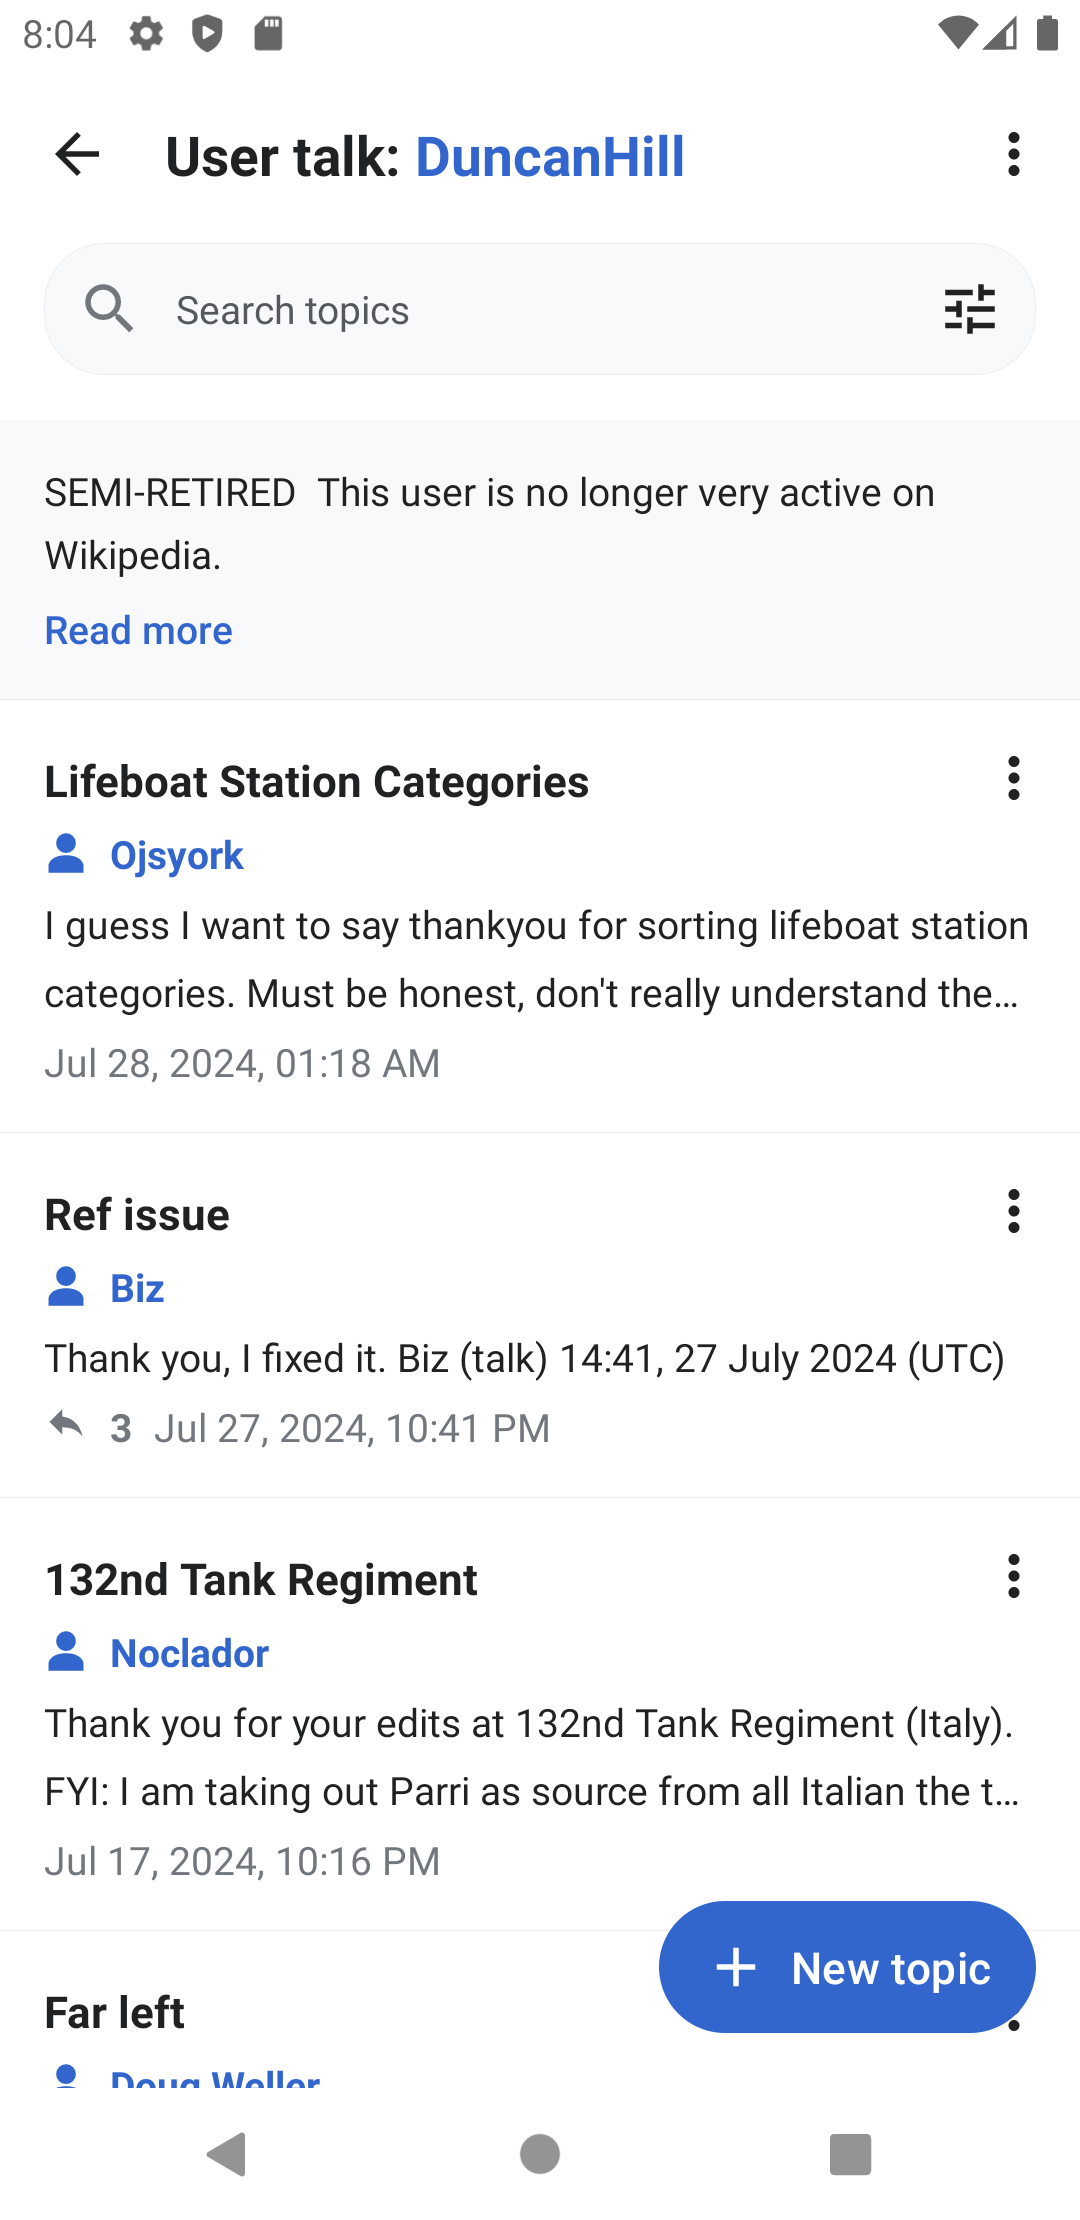 8:04
User talk: DuncanHill
Search topics
SEMI-RETIRED  This user is no longer very active on
Wikipedia.
Read more
Lifeboat Station Categories
Ojsyork
I guess I want to say thankyou for sorting lifeboat station
categories. Must be honest, don't really understand the…
Jul 28, 2024, 01:18 AM
Ref issue
Biz
Thank you, I fixed it. Biz (talk) 14:41, 27 July 2024 (UTC)
3 Jul 27, 2024, 10:41 PM
132nd Tank Regiment
Noclador
Thank you for your edits at 132nd Tank Regiment (Italy).
FYI: I am taking out Parri as source from all Italian the t…
Jul 17, 2024, 10:16 PM
New topic
Far left
Doug Weller